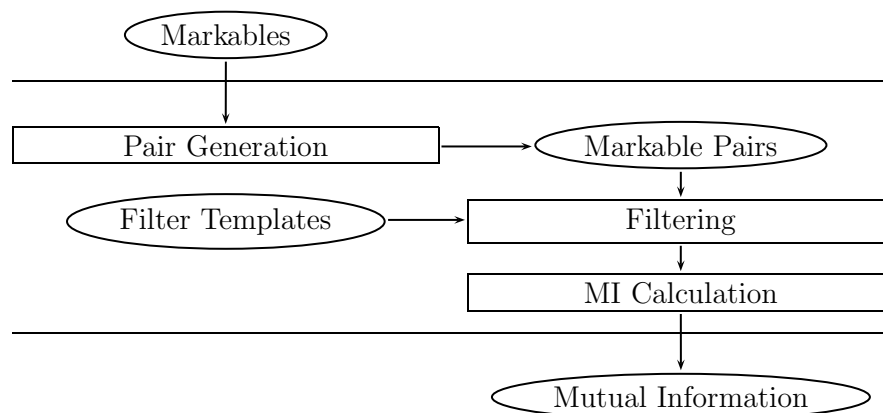 Markables
Pair Generation
Markable Pairs
Filter Templates
Filtering
MI Calculation
Mutual Information